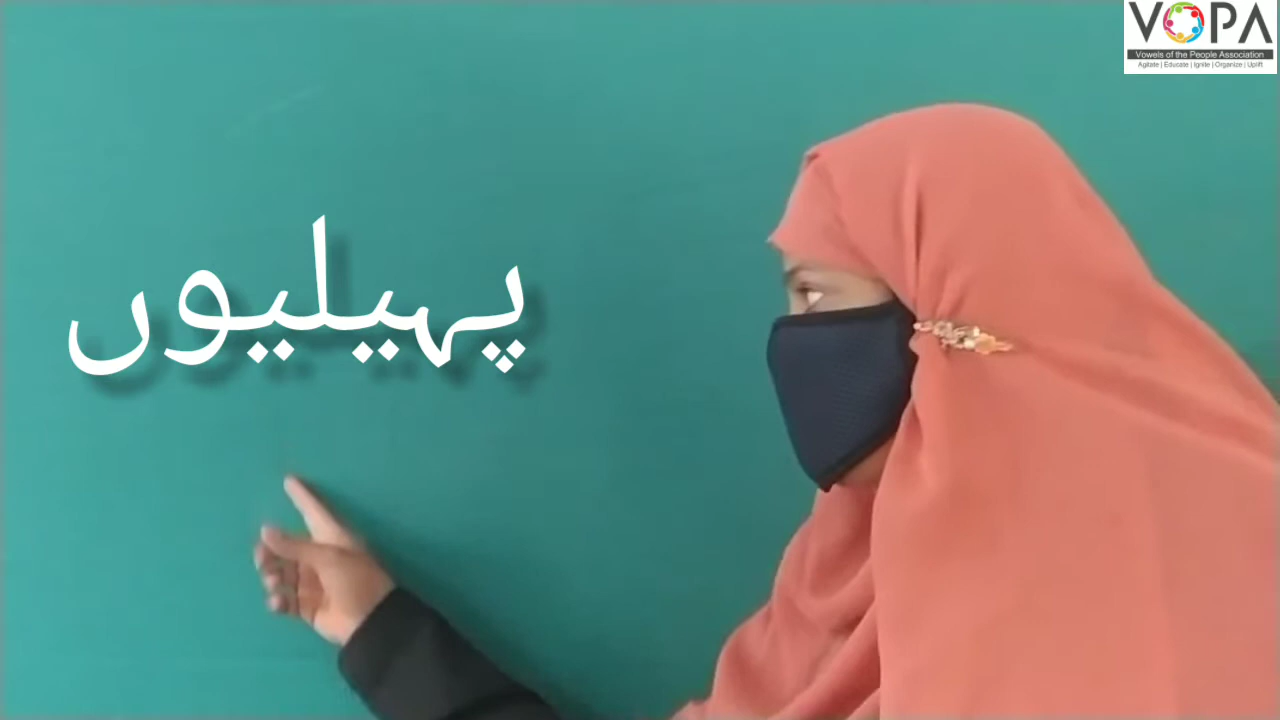 VOPA
Vowels of the People Association
Agitate | Educate | Ignite | Organize | Uplift
پہیلیوں